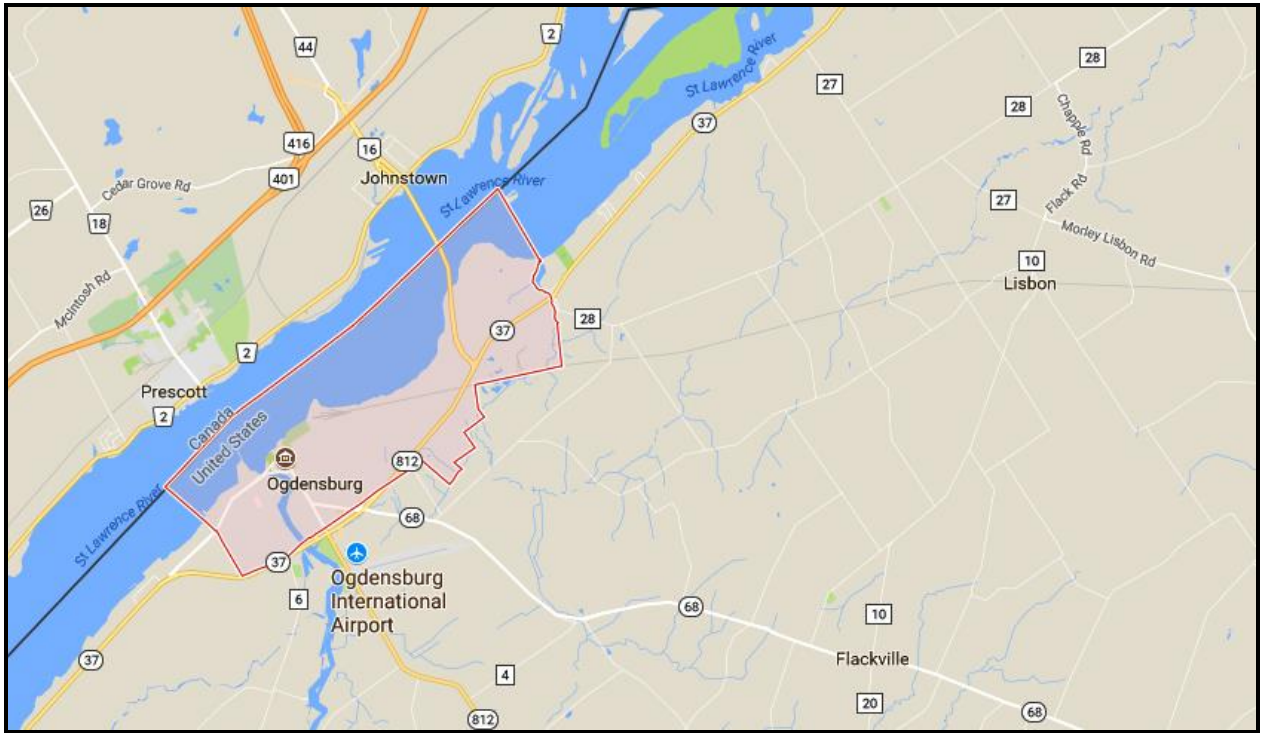 44
2
28
27
St Lawrence River
28
Chapple Rd
37
416
16
401
Johnstown
Cedar Grove Rd
St Lawrence River
26
18
27
Flack Rd
Morley Lisbon Rd
10
Lisbon
McIntosh Rd
28
37
2
Prescott
2
Canada
United States
812
Ogdensburg
St Lawrence River
68
37
Ogdensburg
International
Airport
6
68
10
37
Flackville
4
20
68
812